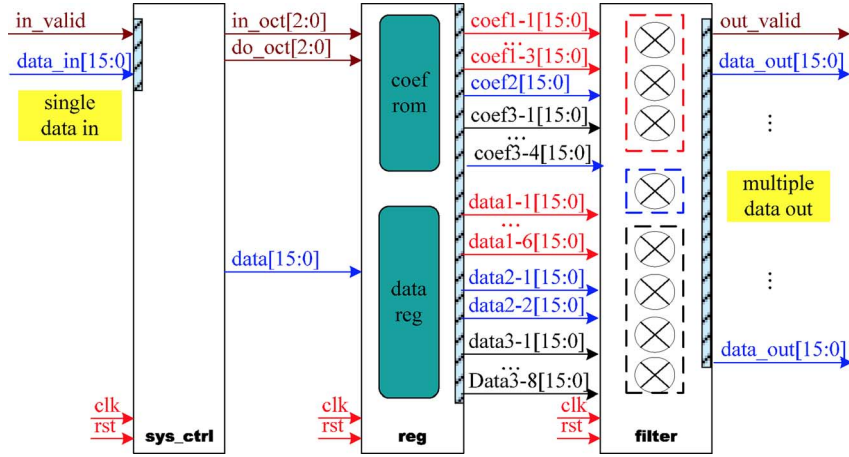 in_valid
data_in[15:0]
single
data in
clk
rst
sys_ctrl
in_oct[2:0]
do_oct[2:0]
data[15:0]
clk
rst
coef
rom
data
reg
reg
coef1-1[15:0]
...
coef1-3[15:0]
coef2[15:0]
coef3-1[15:0]
...
coef3-4[15:0]
data1-1[15:0]
...
data1-6[15:0]
data2-1[15:0]
data2-2[15:0]
data3-1[15:0]
...
Data3-8[15:0]
clk
rst
filter
out_valid
data_out[15:0]
...
multiple
data out
...
data_out[15:0]